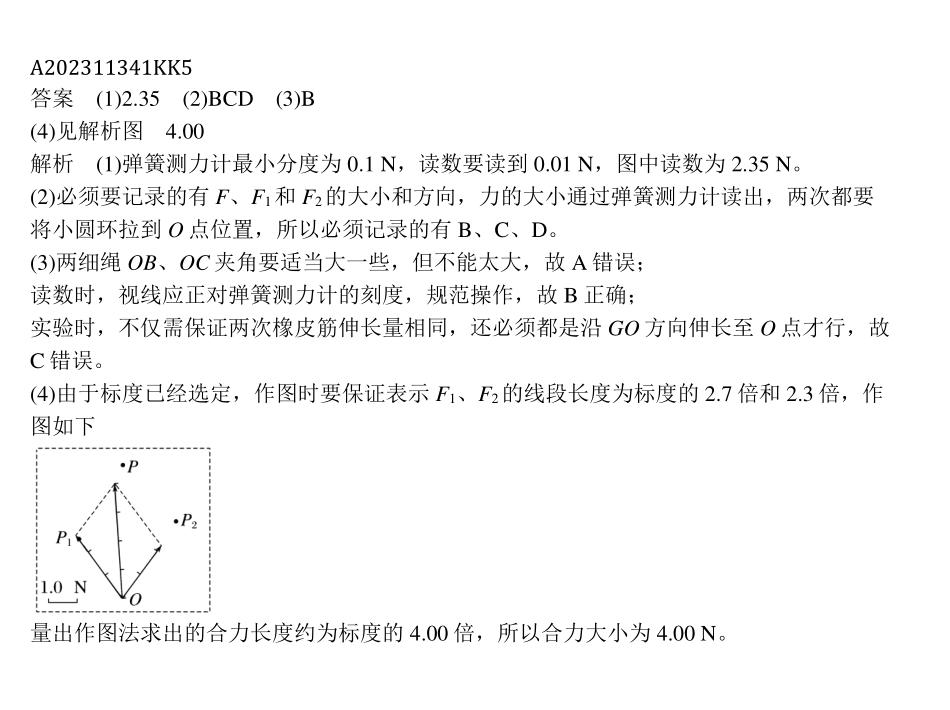 A202311341KK5
答案 (1)2.35 (2)BCD (3)B
(4)见解析图 4.00
解析 (1)弹簧测力计最小分度为 0.1 N，读数要读到 0.01 N，图中读数为 2.35 N。
(2)必须要记录的有 F、F₁和 F₂的大小和方向，力的大小通过弹簧测力计读出，两次都要
将小圆环拉到 O 点位置，所以必须记录的有 B、C、D。
(3)两细绳 OB、OC 夹角要适当大一些，但不能太大，故 A 错误；
读数时，视线应正对弹簧测力计的刻度，规范操作，故 B 正确；
实验时，不仅需保证两次橡皮筋伸长量相同，还必须都是沿 GO 方向伸长至 O 点才行，故
C 错误。
(4)由于标度已经选定，作图时要保证表示 F₁、F₂的线段长度为标度的 2.7 倍和 2.3 倍，作
图如下
P
P₂
P₁
1.0 N
O
量出作图法求出的合力长度约为标度的 4.00 倍，所以合力大小为 4.00 N。